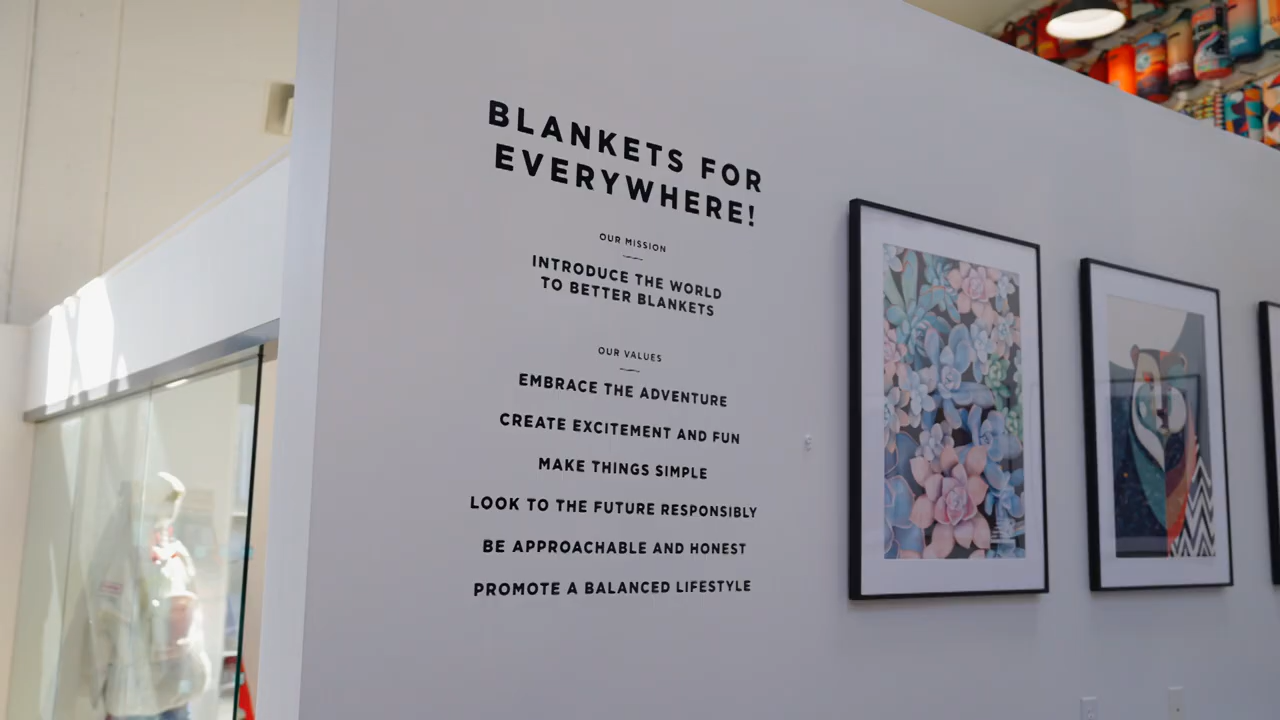 BLANKETS FOR
EVERYWHERE!
OUR MISSION
INTRODUCE THE WORLD
TO BETTER BLANKETS
OUR VALUES
EMBRACE THE ADVENTURE
CREATE EXCITEMENT AND FUN
MAKE THINGS SIMPLE
LOOK TO THE FUTURE RESPONSIBLY
BE APPROACHABLE AND HONEST
PROMOTE A BALANCED LIFESTYLE